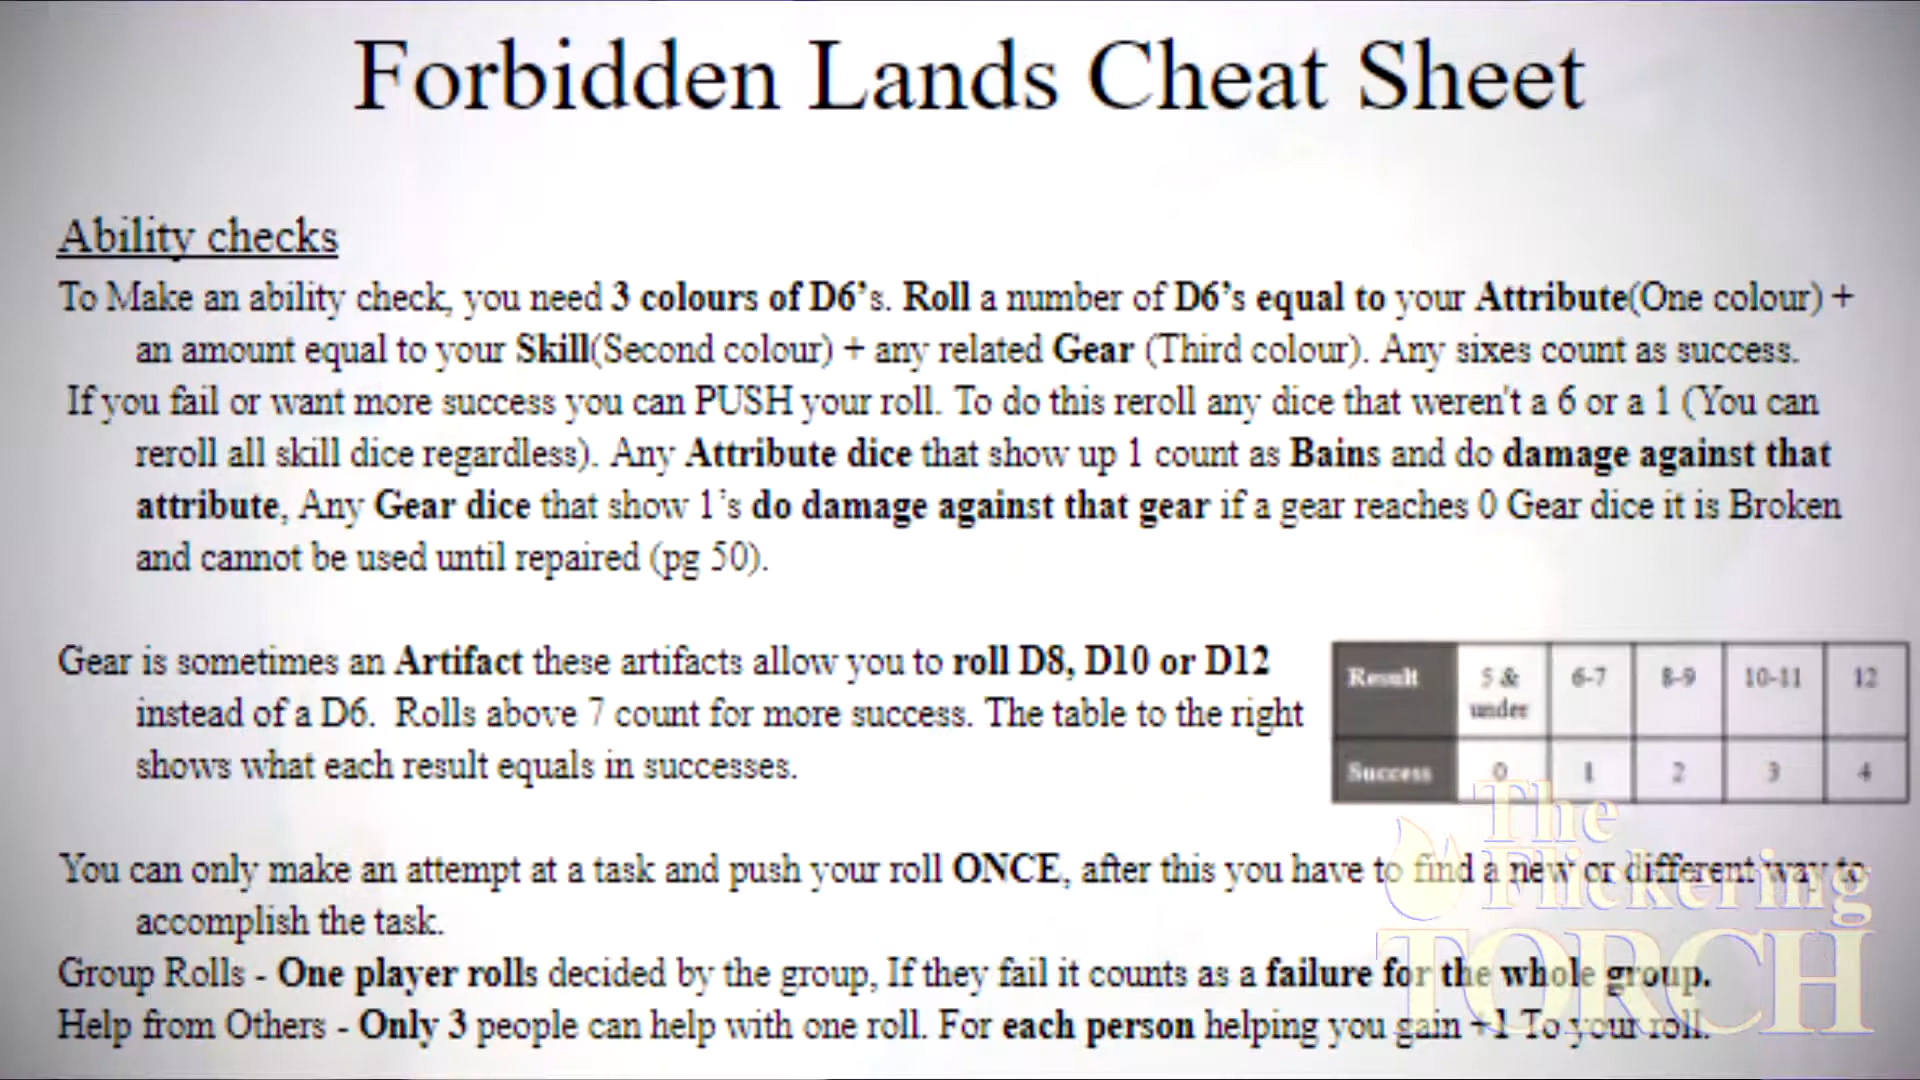 Forbidden Lands Cheat Sheet
Ability checks
To Make an ability check, you need 3 colours of D6's. Roll a number of D6's equal to your Attribute(One colour) +
an amount equal to your Skill(Second colour) + any related Gear (Third colour). Any sixes count as success.
If you fail or want more success you can PUSH your roll. To do this reroll any dice that weren't a 6 or a 1 (You can
reroll all skill dice regardless). Any Attribute dice that show up 1 count as Bains and do damage against that
attribute, Any Gear dice that show 1's do damage against that gear if a gear reaches 0 Gear dice it is Broken
and cannot be used until repaired (pg 50).
Gear is sometimes an Artifact these artifacts allow you to roll D8, D10 or D12
instead of a D6. Rolls above 7 count for more success. The table to the right
shows what each result equals in successes.
Result 5 & under 6-7 8-9 10-11 12
Success 0 1 2 3 4
You can only make an attempt at a task and push your roll ONCE, after this you have to find a new or different way to
accomplish the task.
Group Rolls - One player rolls decided by the group, If they fail it counts as a failure for the whole group.
Help from Others - Only 3 people can help with one roll. For each person helping you gain +1 To your roll.
The
Flickering
TORCH